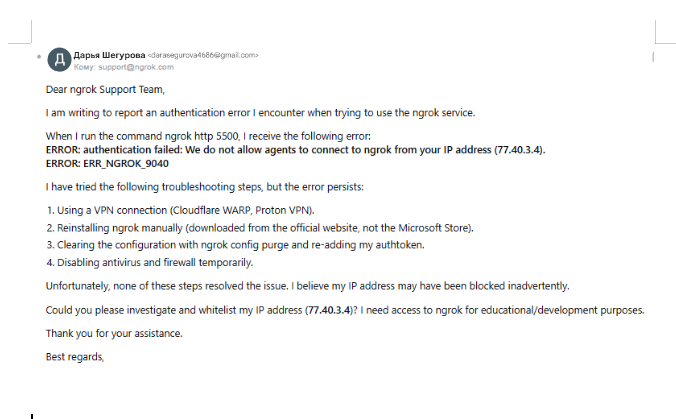 Д
Дарья Шегурова <darasegurova4686@gmail.com>
Кому: support@ngrok.com
Dear ngrok Support Team,
I am writing to report an authentication error I encounter when trying to use the ngrok service.
When I run the command ngrok http 5500, I receive the following error:
ERROR: authentication failed: We do not allow agents to connect to ngrok from your IP address (77.40.3.4).
ERROR: ERR_NGROK_9040
I have tried the following troubleshooting steps, but the error persists:
1. Using a VPN connection (Cloudflare WARP, Proton VPN).
2. Reinstalling ngrok manually (downloaded from the official website, not the Microsoft Store).
3. Clearing the configuration with ngrok config purge and re-adding my authtoken.
4. Disabling antivirus and firewall temporarily.
Unfortunately, none of these steps resolved the issue. I believe my IP address may have been blocked inadvertently.
Could you please investigate and whitelist my IP address (77.40.3.4)? I need access to ngrok for educational/development purposes.
Thank you for your assistance.
Best regards,